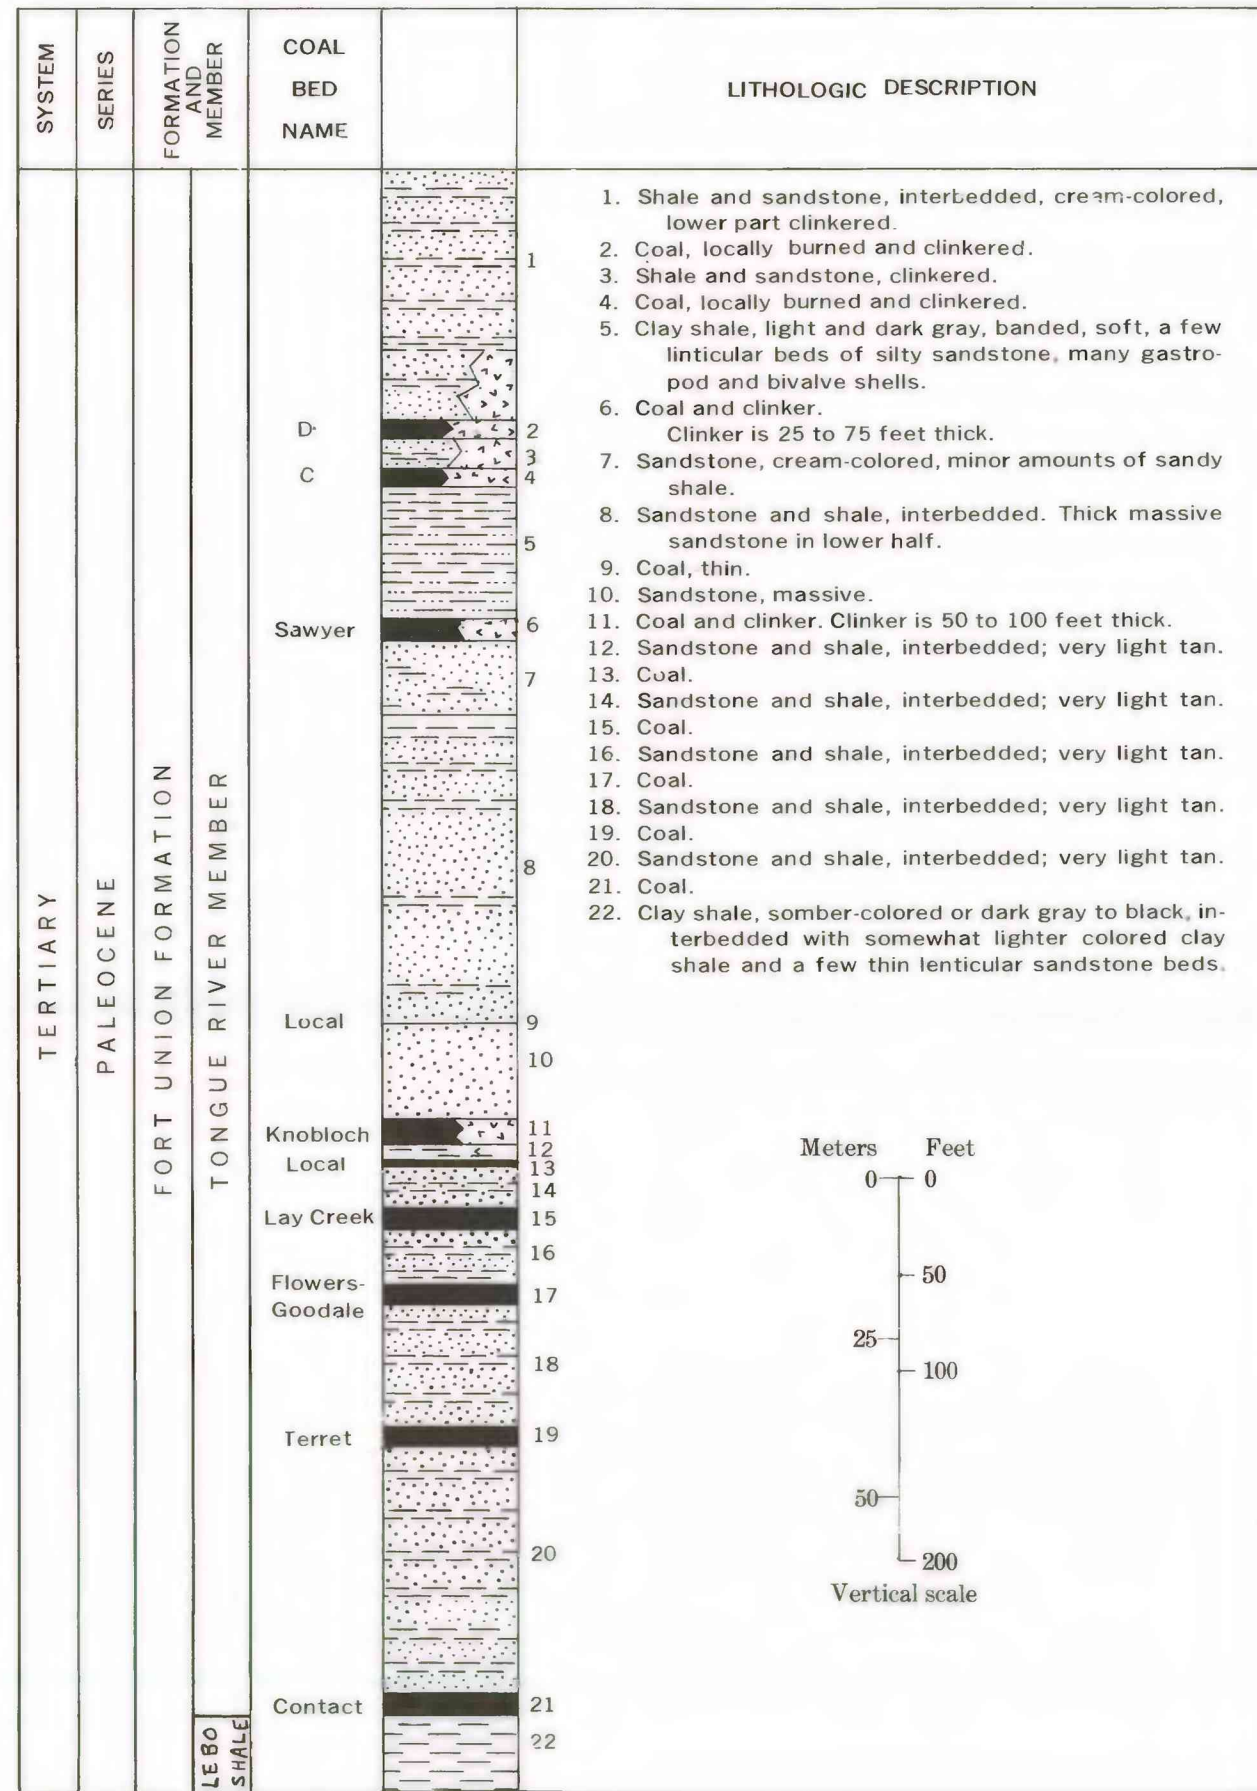 SYSTEM
SERIES
FORMATION
AND
MEMBER
COAL
BED
NAME
LITHOLOGIC DESCRIPTION
TERTIARY
PALEOCENE
FORT UNION FORMATION
TONGUE RIVER MEMBER
LEBO
SHALE
D
C
Sawyer
Local
Knobloch
Local
Lay Creek
Flowers-
Goodale
Terret
Contact
1
2
3
4
5
6
7
8
9
10
11
12
13
14
15
16
17
18
19
20
21
22
1. Shale and sandstone, interbedded, cream-colored,
lower part clinkered.
2. Coal, locally burned and clinkered.
3. Shale and sandstone, clinkered.
4. Coal, locally burned and clinkered.
5. Clay shale, light and dark gray, banded, soft, a few
linticular beds of silty sandstone, many gastro-
pod and bivalve shells.
6. Coal and clinker.
Clinker is 25 to 75 feet thick.
7. Sandstone, cream-colored, minor amounts of sandy
shale.
8. Sandstone and shale, interbedded. Thick massive
sandstone in lower half.
9. Coal, thin.
10. Sandstone, massive.
11. Coal and clinker. Clinker is 50 to 100 feet thick.
12. Sandstone and shale, interbedded; very light tan.
13. Coal.
14. Sandstone and shale, interbedded; very light tan.
15. Coal.
16. Sandstone and shale, interbedded; very light tan.
17. Coal.
18. Sandstone and shale, interbedded; very light tan.
19. Coal.
20. Sandstone and shale, interbedded; very light tan.
21. Coal.
22. Clay shale, somber-colored or dark gray to black, in-
terbedded with somewhat lighter colored clay
shale and a few thin lenticular sandstone beds.
Meters Feet
0 0
50
25
100
50
200
Vertical scale